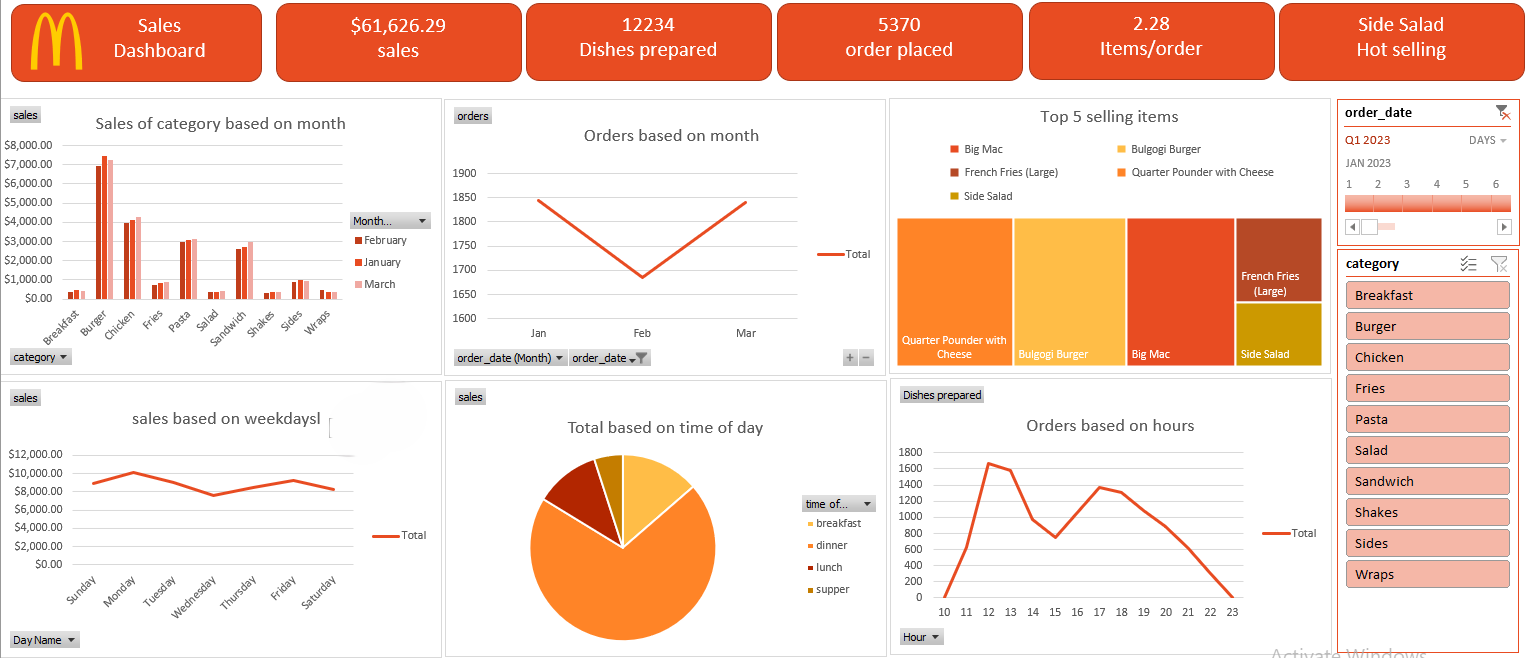 Sales
Dashboard
$61,626.29
sales
12234
Dishes prepared
5370
order placed
2.28
Items/order
Side Salad
Hot selling
sales
Sales of category based on month
$8,000.00
$7,000.00
$6,000.00
$5,000.00
$4,000.00
$3,000.00
$2,000.00
$1,000.00
$0.00
Breakfast
Burger
Chicken
Fries
Pasta
Salad
Sandwich
Shakes
Sides
Wraps
Month...
February
January
March
category
orders
Orders based on month
1900
1850
1800
1750
1700
1650
1600
Jan Feb Mar
Total
order_date (Month) order_date
+ −
Top 5 selling items
Big Mac Bulgogi Burger
French Fries (Large) Quarter Pounder with Cheese
Side Salad
Quarter Pounder with
Cheese
Bulgogi Burger
Big Mac
French Fries
(Large)
Side Salad
order_date
Q1 2023 DAYS
JAN 2023
1 2 3 4 5 6
category
Breakfast
Burger
Chicken
Fries
Pasta
Salad
Sandwich
Shakes
Sides
Wraps
sales
sales based on weekdaysl
$12,000.00
$10,000.00
$8,000.00
$6,000.00
$4,000.00
$2,000.00
$0.00
Sunday
Monday
Tuesday
Wednesday
Thursday
Friday
Saturday
Total
Day Name
sales
Total based on time of day
time of...
breakfast
dinner
lunch
supper
Dishes prepared
Orders based on hours
1800
1600
1400
1200
1000
800
600
400
200
0
10 11 12 13 14 15 16 17 18 19 20 21 22 23
Total
Hour
Activate Windows